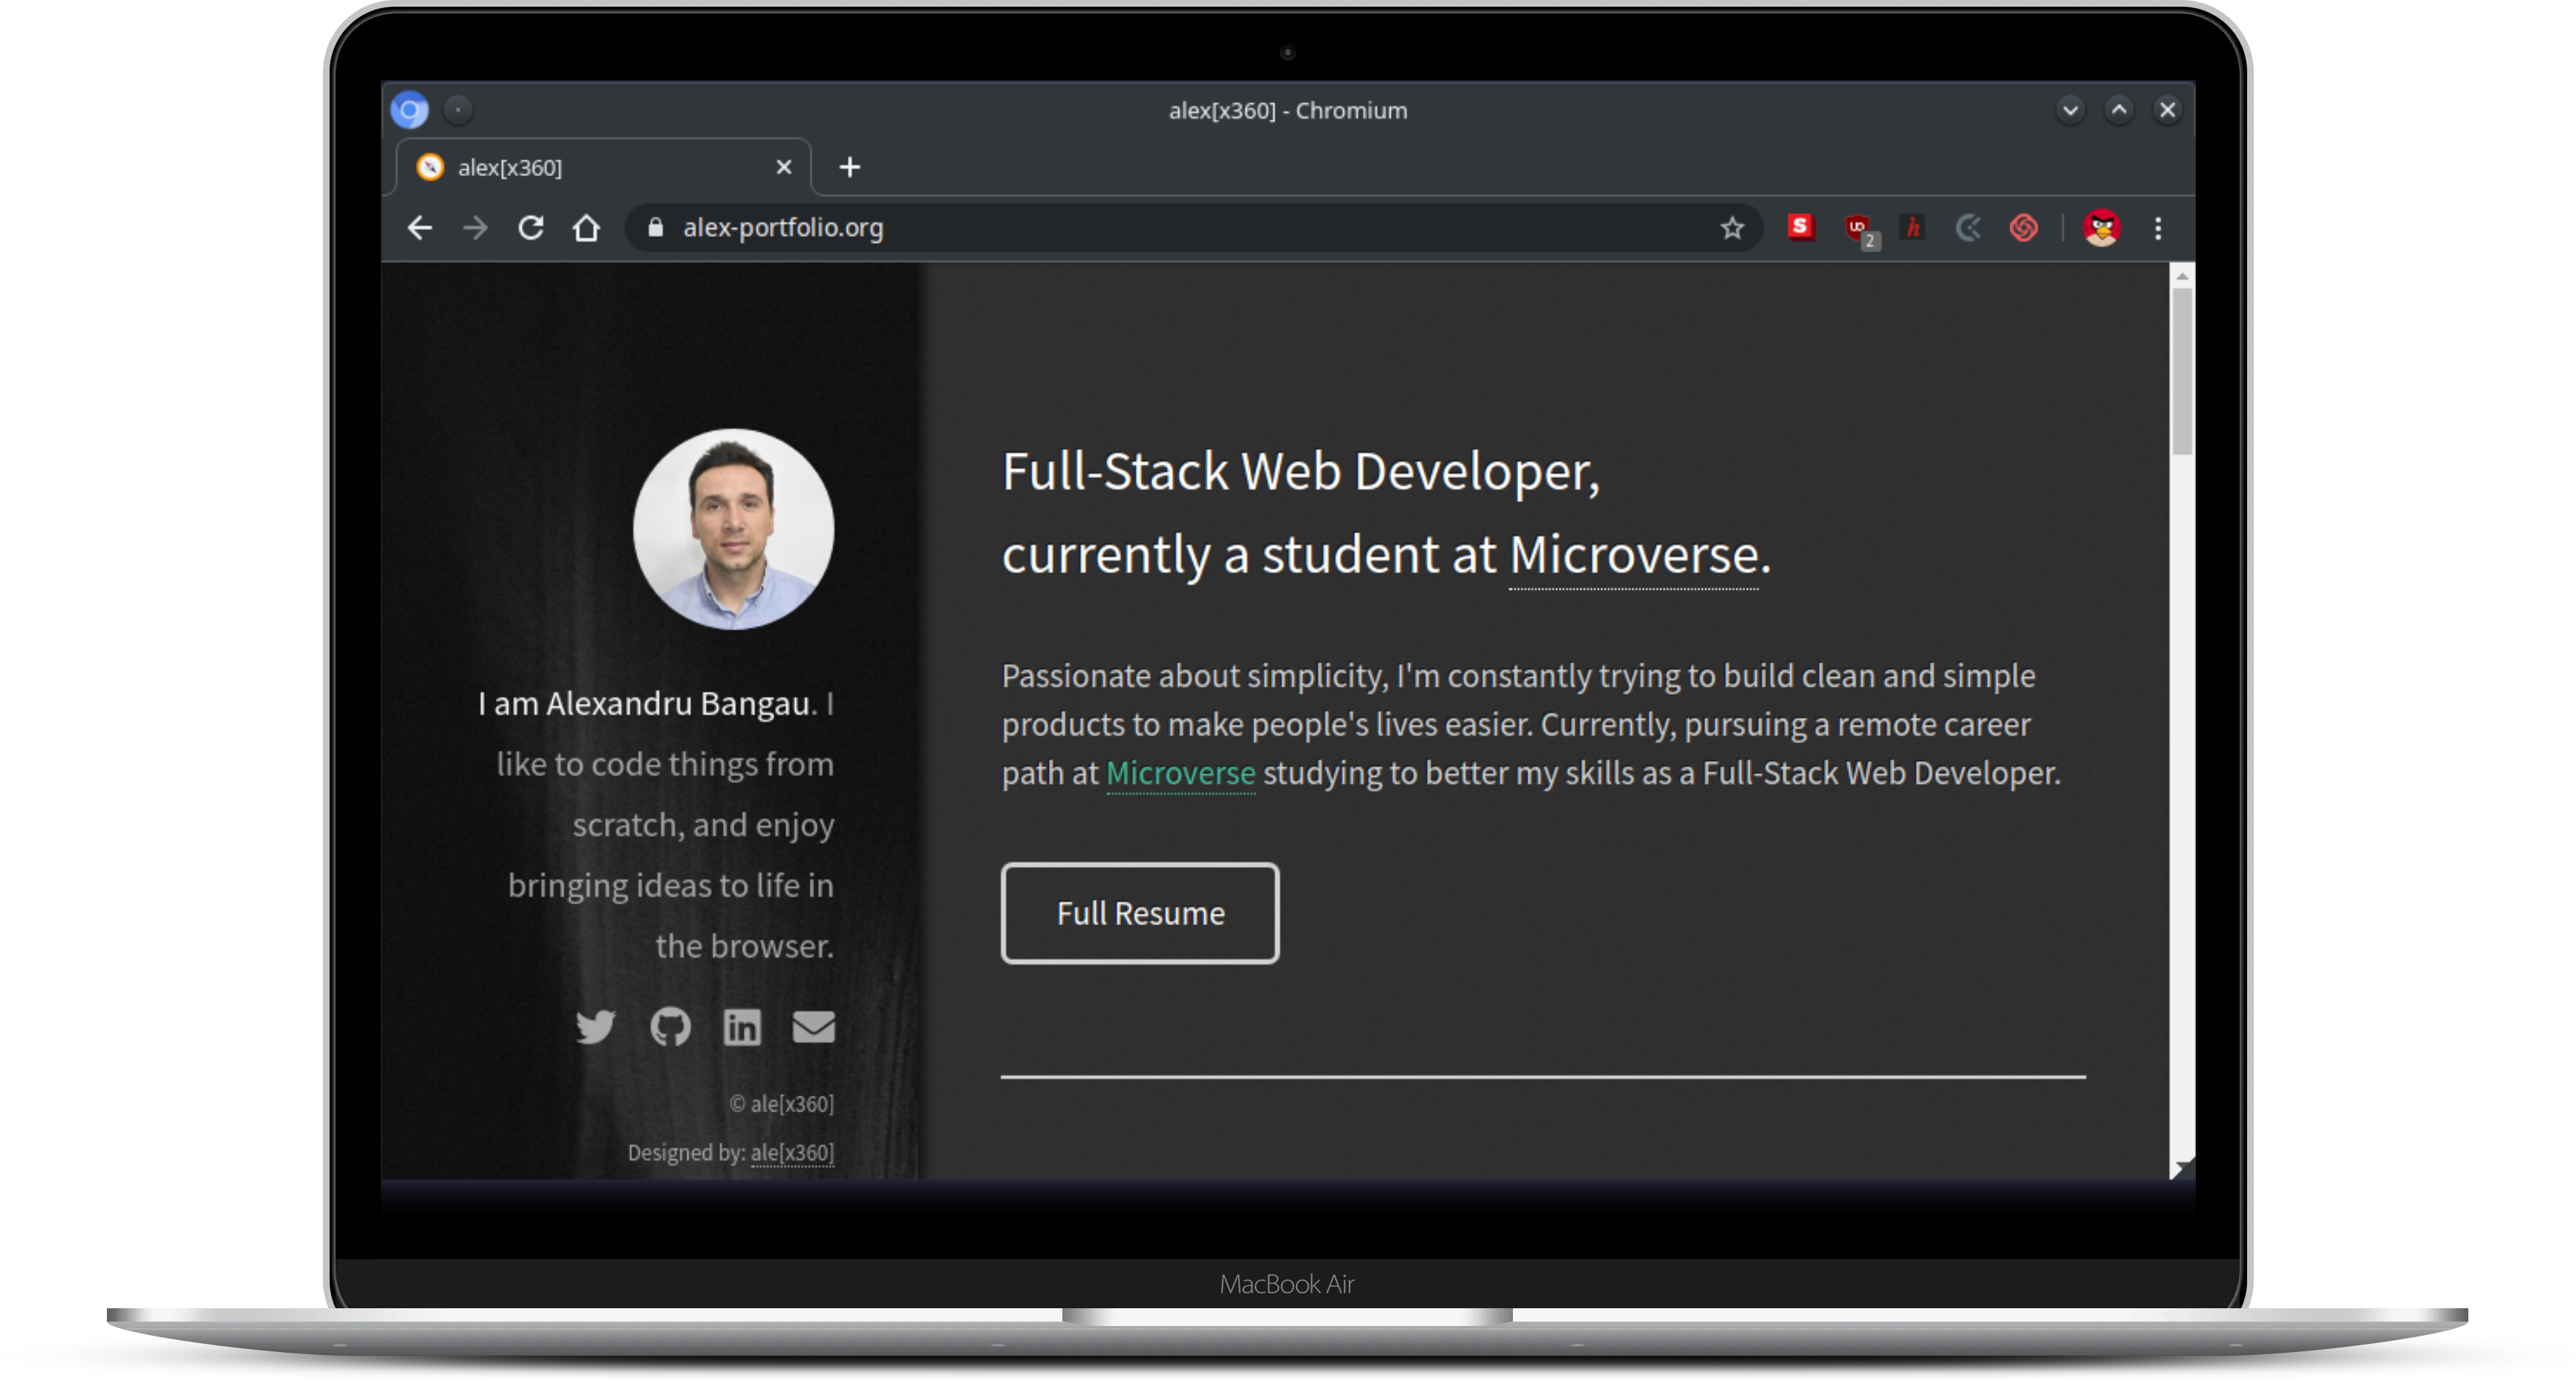 alex[x360] - Chromium
alex[x360]
alex-portfolio.org
S
UD
2
h
I am Alexandru Bangau. I
like to code things from
scratch, and enjoy
bringing ideas to life in
the browser.
in
© ale[x360]
Designed by: ale[x360]
Full-Stack Web Developer,
currently a student at Microverse.
Passionate about simplicity, I'm constantly trying to build clean and simple
products to make people's lives easier. Currently, pursuing a remote career
path at Microverse studying to better my skills as a Full-Stack Web Developer.
Full Resume
MacBook Air